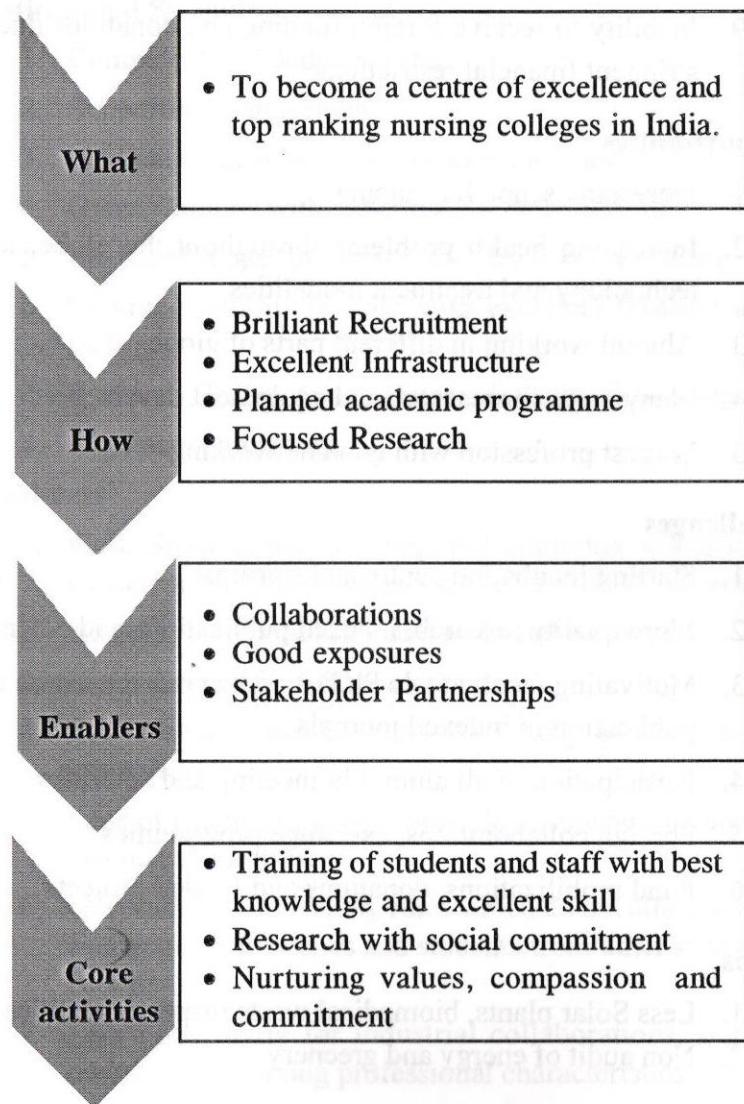 What
• To become a centre of excellence and
top ranking nursing colleges in India.
How
• Brilliant Recruitment
• Excellent Infrastructure
• Planned academic programme
• Focused Research
Enablers
• Collaborations
• Good exposures
• Stakeholder Partnerships
Core
activities
• Training of students and staff with best
knowledge and excellent skill
• Research with social commitment
• Nurturing values, compassion and
commitment